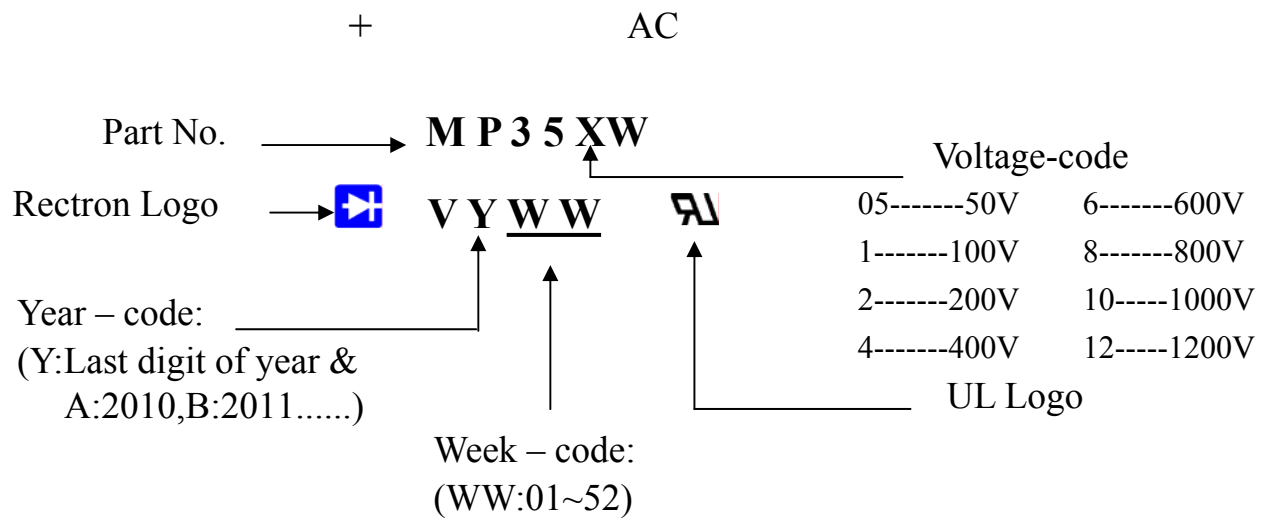 + AC
Part No. M P 3 5 XW
Voltage-code
Rectron Logo V Y W W
05-------50V 6-------600V
1-------100V 8-------800V
2-------200V 10-----1000V
4-------400V 12-----1200V
Year – code:
(Y:Last digit of year &
A:2010,B:2011......)
UL Logo
Week – code:
(WW:01~52)